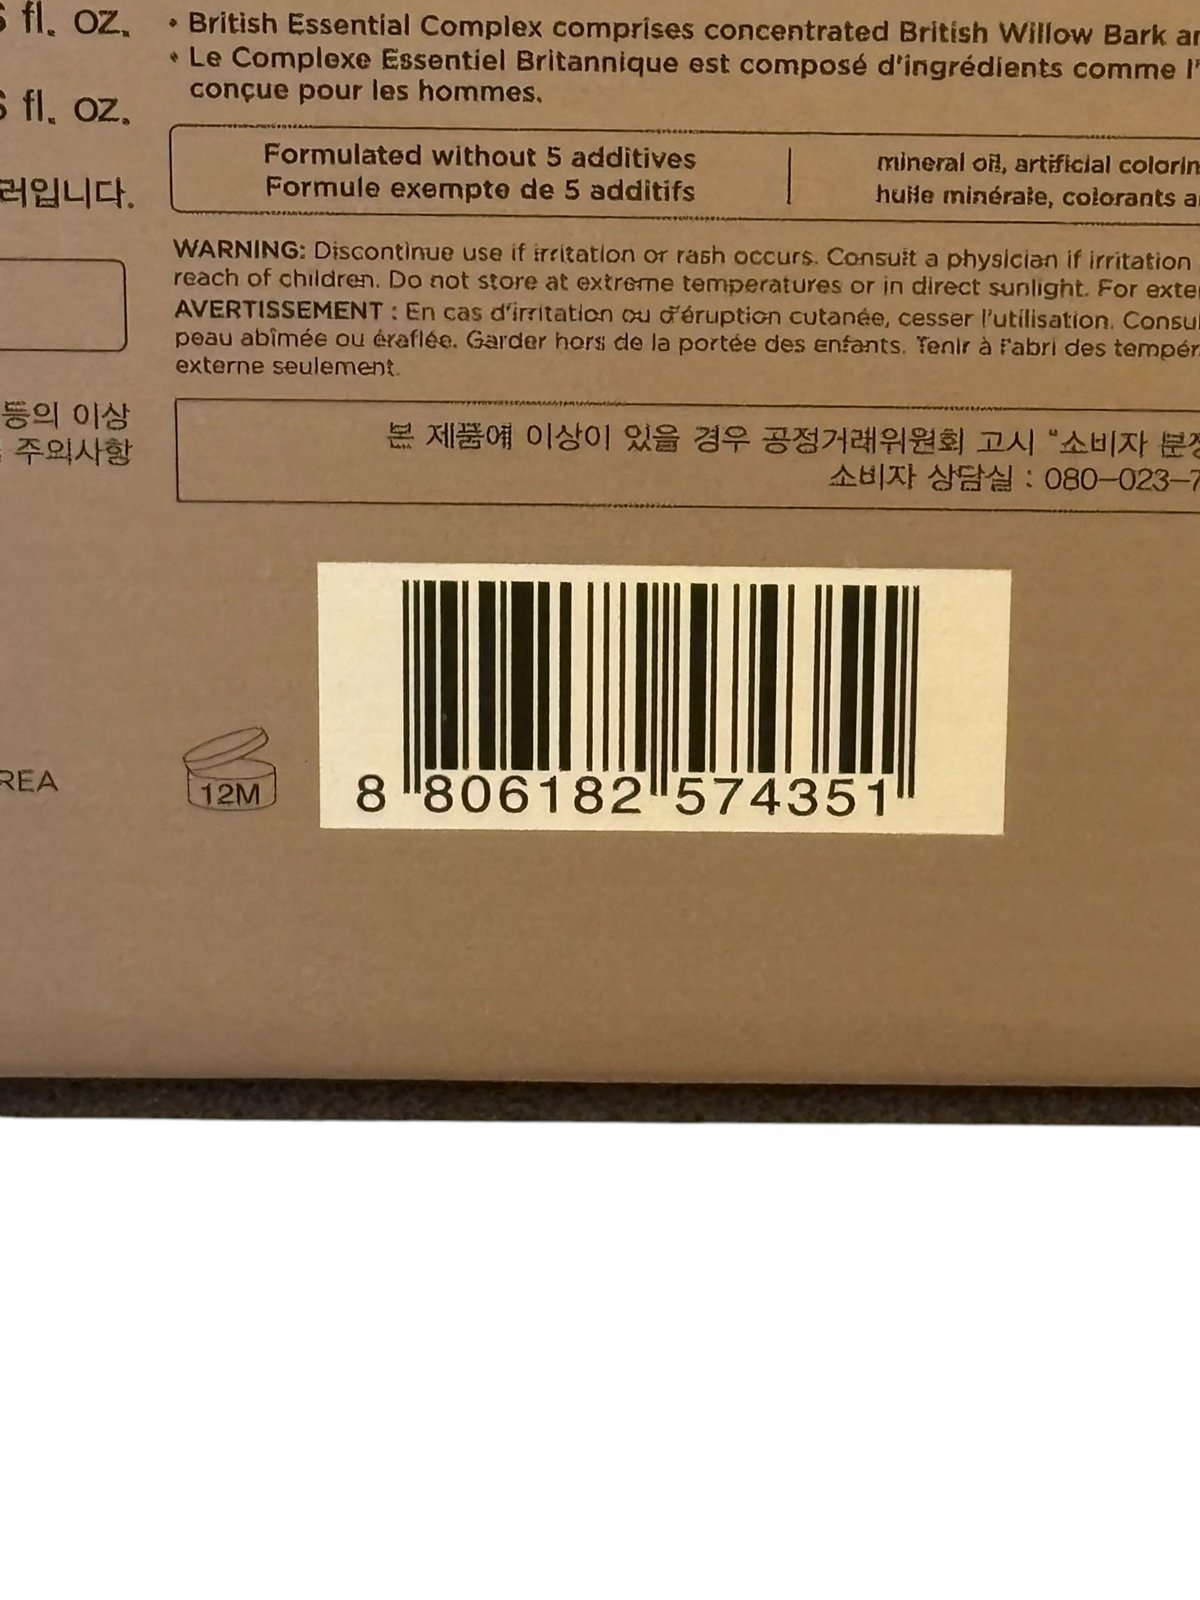 fl. oz.
fl. oz.
러입니다.
등의 이상
주의사항
REA
• British Essential Complex comprises concentrated British Willow Bark
• Le Complexe Essentiel Britannique est composé d'ingrédients comme l'
conçue pour les hommes.
Formulated without 5 additives
Formule exempte de 5 additifs
mineral oil, artificial colorin
huile minérale, colorants a
WARNING: Discontinue use if irritation or rash occurs. Consult a physician if irritation
reach of children. Do not store at extreme temperatures or in direct sunlight. For exte
AVERTISSEMENT : En cas d'irritation ou d'éruption cutanée, cesser l'utilisation. Consul
peau abîmée ou éraflée. Garder hors de la portée des enfants. Tenir à l'abri des tempér
externe seulement.
본 제품에 이상이 있을 경우 공정거래위원회 고시 "소비자 분쟁
소비자 상담실 : 080-023-7
12M
8 806182 574351